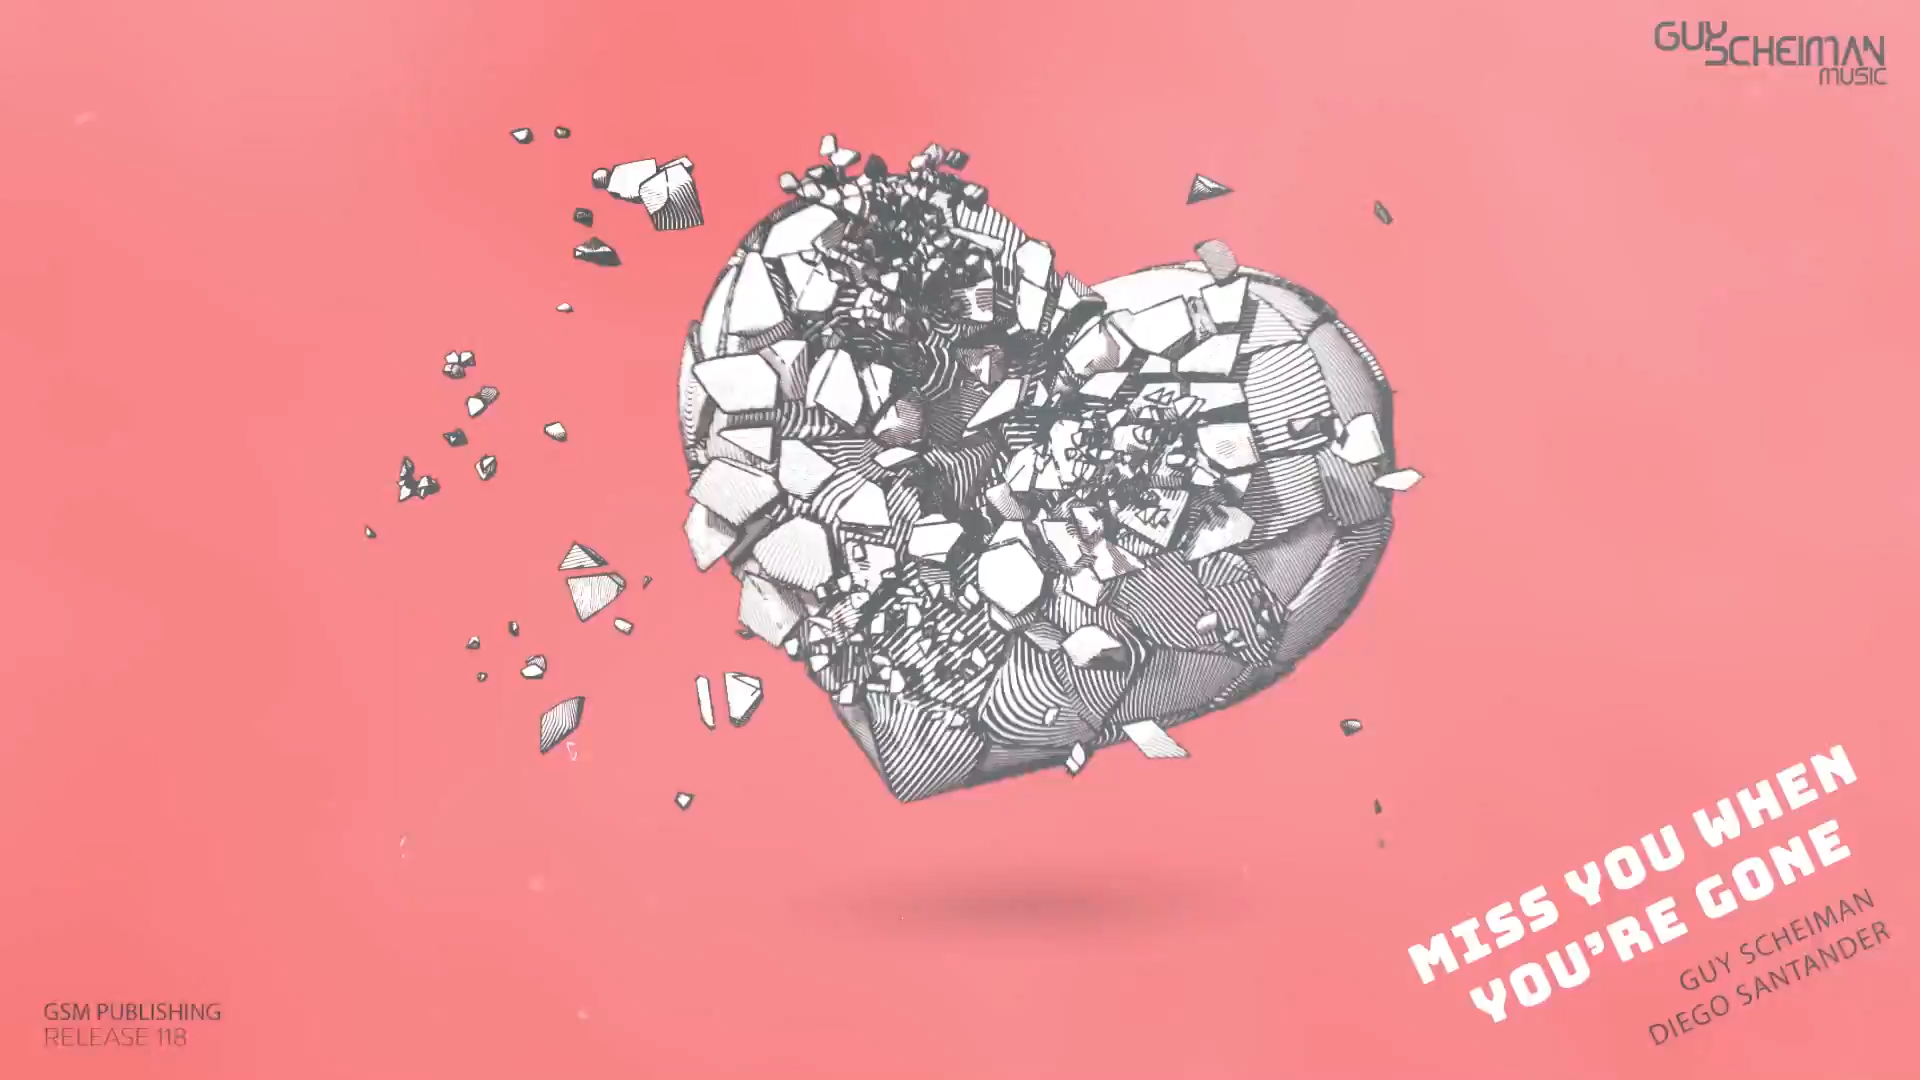 GUY SCHEIMAN
MUSIC
MISS YOU WHEN
YOU'RE GONE
GUY SCHEIMAN
DIEGO SANTANDER
GSM PUBLISHING
RELEASE 118